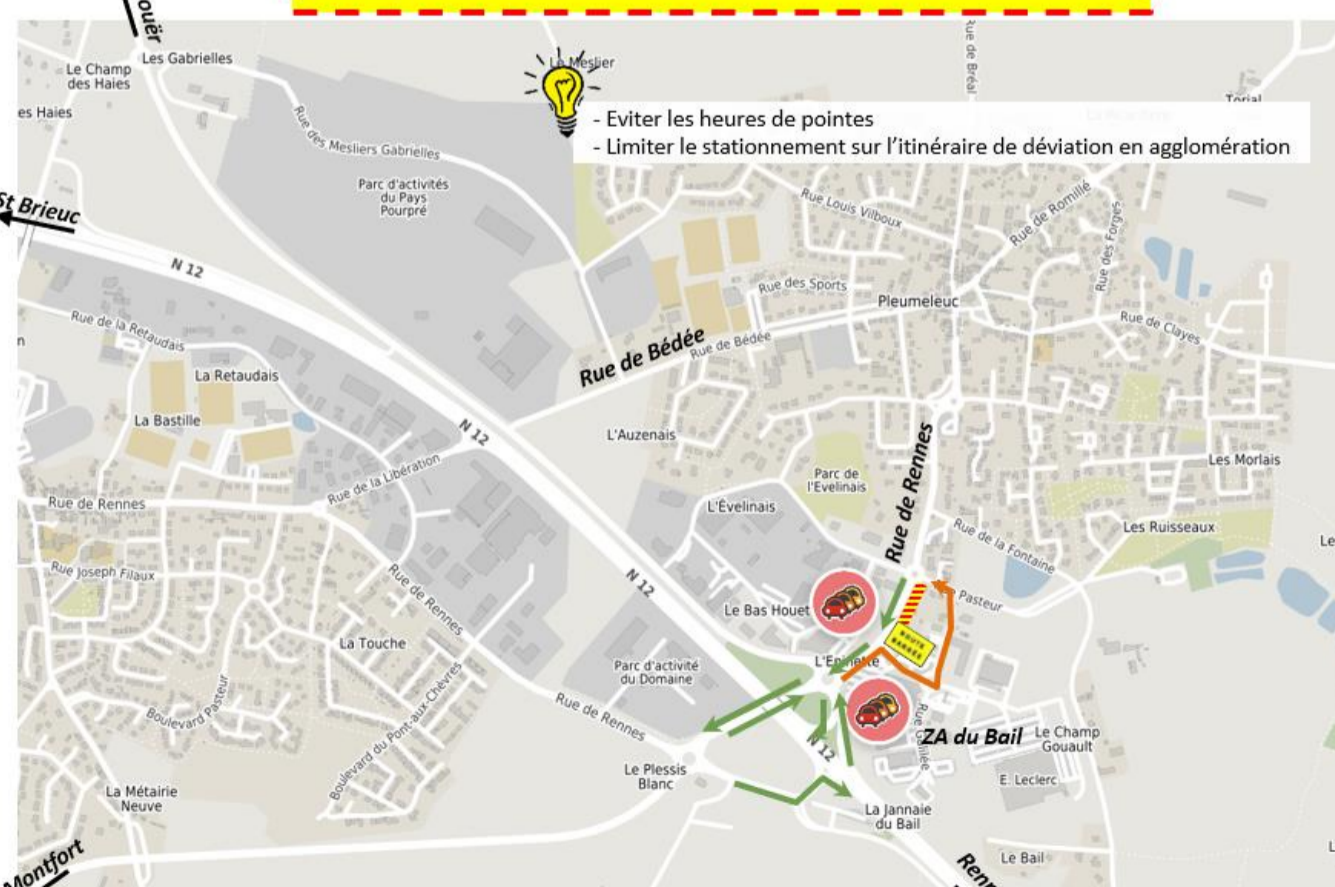 ouër
Les Gabrielles
Le Champ
des Haies
es Haies
Rue des Mesliers Gabrielles
Meslier
Rue de Bréal
Torial
- Eviter les heures de pointes
- Limiter le stationnement sur l'itinéraire de déviation en agglomération
Parc d'activités
du Pays
Pourpré
St Brieuc
N 12
Rue Louis Vilboux
Rue de Romillé
Rue des Forges
Rue des Sports
Pleumeleuc
Rue de la Retaudais
Rue de Bédée
Rue de Bédée
Rue de Clayes
n
La Retaudais
La Bastille
N 12
L'Auzenais
Rue de Rennes
Les Morlais
Rue de la Libération
Parc de
l'Evelinais
Rue de Rennes
L'Évelinais
Rue de la Fontaine
Les Ruisseaux
Le
Rue Joseph Filaux
Rue de Rennes
N 12
Le Bas Houet
Pasteur
ROUTE
BARRÉE
La Touche
L'Epinette
Parc d'activité
du Domaine
Boulevard Pasteur
Boulevard du Pont-aux-Chèvres
Rue de Rennes
Rue Galilée
ZA du Bail
Le Champ
Gouault
N 12
Le Plessis
Blanc
E. Leclerc
La Métairie
Neuve
La Jannaie
du Bail
Montfort
Le Bail
L
Renn